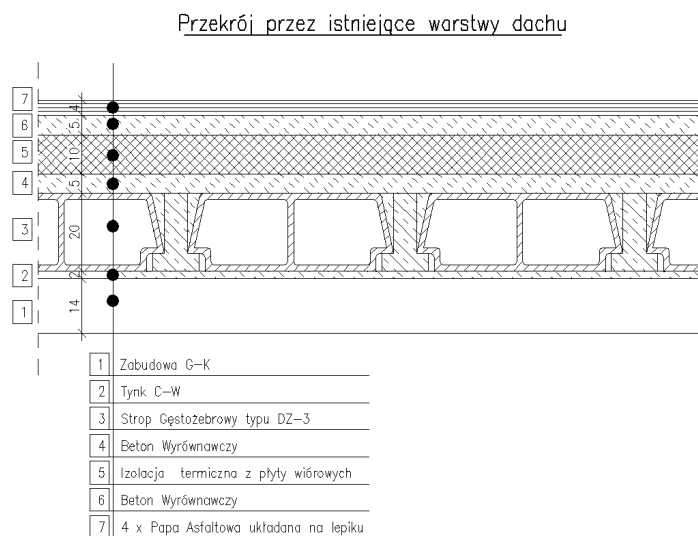 Przekrój przez istniejące warstwy dachu
7
4
6
5
5
10
4
5
3
20
2
2
1
14
1 Zabudowa G-K
2 Tynk C-W
3 Strop Gęstożebrowy typu DZ-3
4 Beton Wyrównawczy
5 Izolacja termiczna z płyty wiórowych
6 Beton Wyrównawczy
7 4 x Papa Asfaltowa układana na lepiku